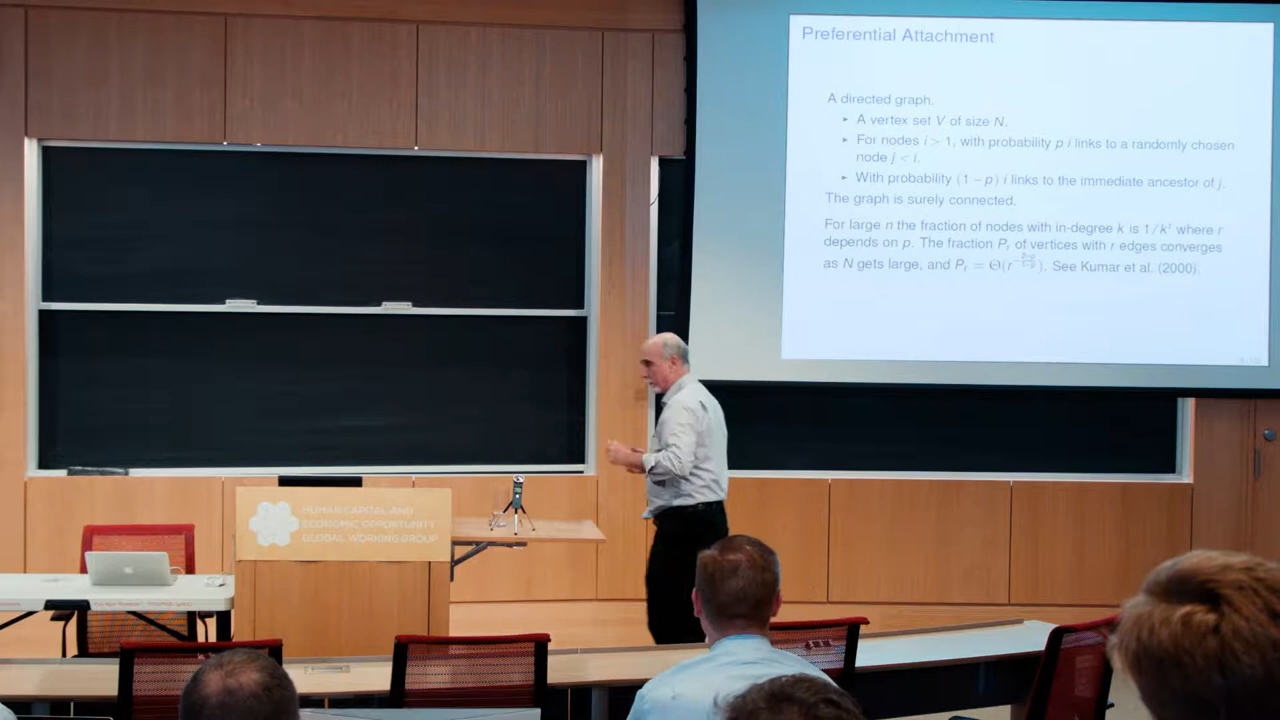 Preferential Attachment
A directed graph.
▸ A vertex set V of size N.
▸ For nodes i > 1, with probability p i links to a randomly chosen
node j < i.
▸ With probability (1 − p) i links to the immediate ancestor of j.
The graph is surely connected.
For large n the fraction of nodes with in-degree k is 1/k^r where r
depends on p. The fraction P_r of vertices with r edges converges
as N gets large, and P_r = Θ(r). See Kumar et al. (2000).
HUMAN CAPITAL AND
ECONOMIC OPPORTUNITY
GLOBAL WORKING GROUP